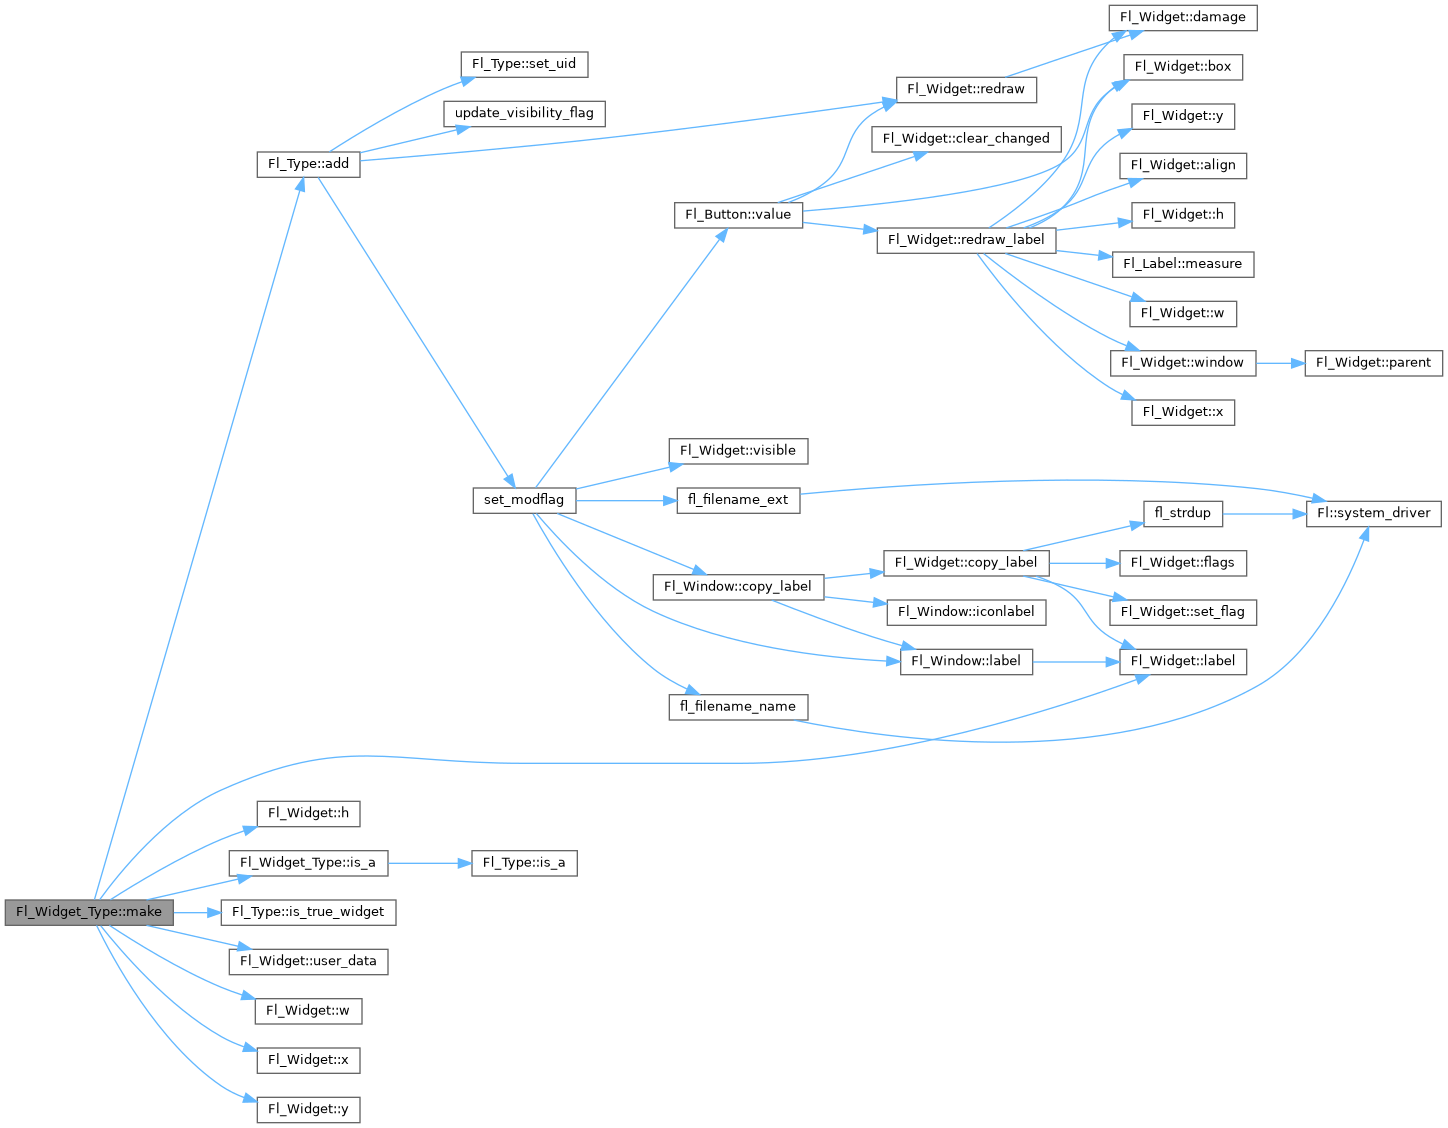 Fl_Widget::damage
Fl_Type::set_uid
Fl_Widget::box
Fl_Widget::redraw
update_visibility_flag
Fl_Widget::y
Fl_Widget::clear_changed
Fl_Type::add
Fl_Widget::align
Fl_Button::value
Fl_Widget::h
Fl_Widget::redraw_label
Fl_Label::measure
Fl_Widget::w
Fl_Widget::window
Fl_Widget::parent
Fl_Widget::x
Fl_Widget::visible
set_modflag
fl_filename_ext
fl_strdup
Fl::system_driver
Fl_Widget::copy_label
Fl_Widget::flags
Fl_Window::copy_label
Fl_Window::iconlabel
Fl_Widget::set_flag
Fl_Window::label
Fl_Widget::label
fl_filename_name
Fl_Widget::h
Fl_Widget_Type::is_a
Fl_Type::is_a
Fl_Widget_Type::make
Fl_Type::is_true_widget
Fl_Widget::user_data
Fl_Widget::w
Fl_Widget::x
Fl_Widget::y